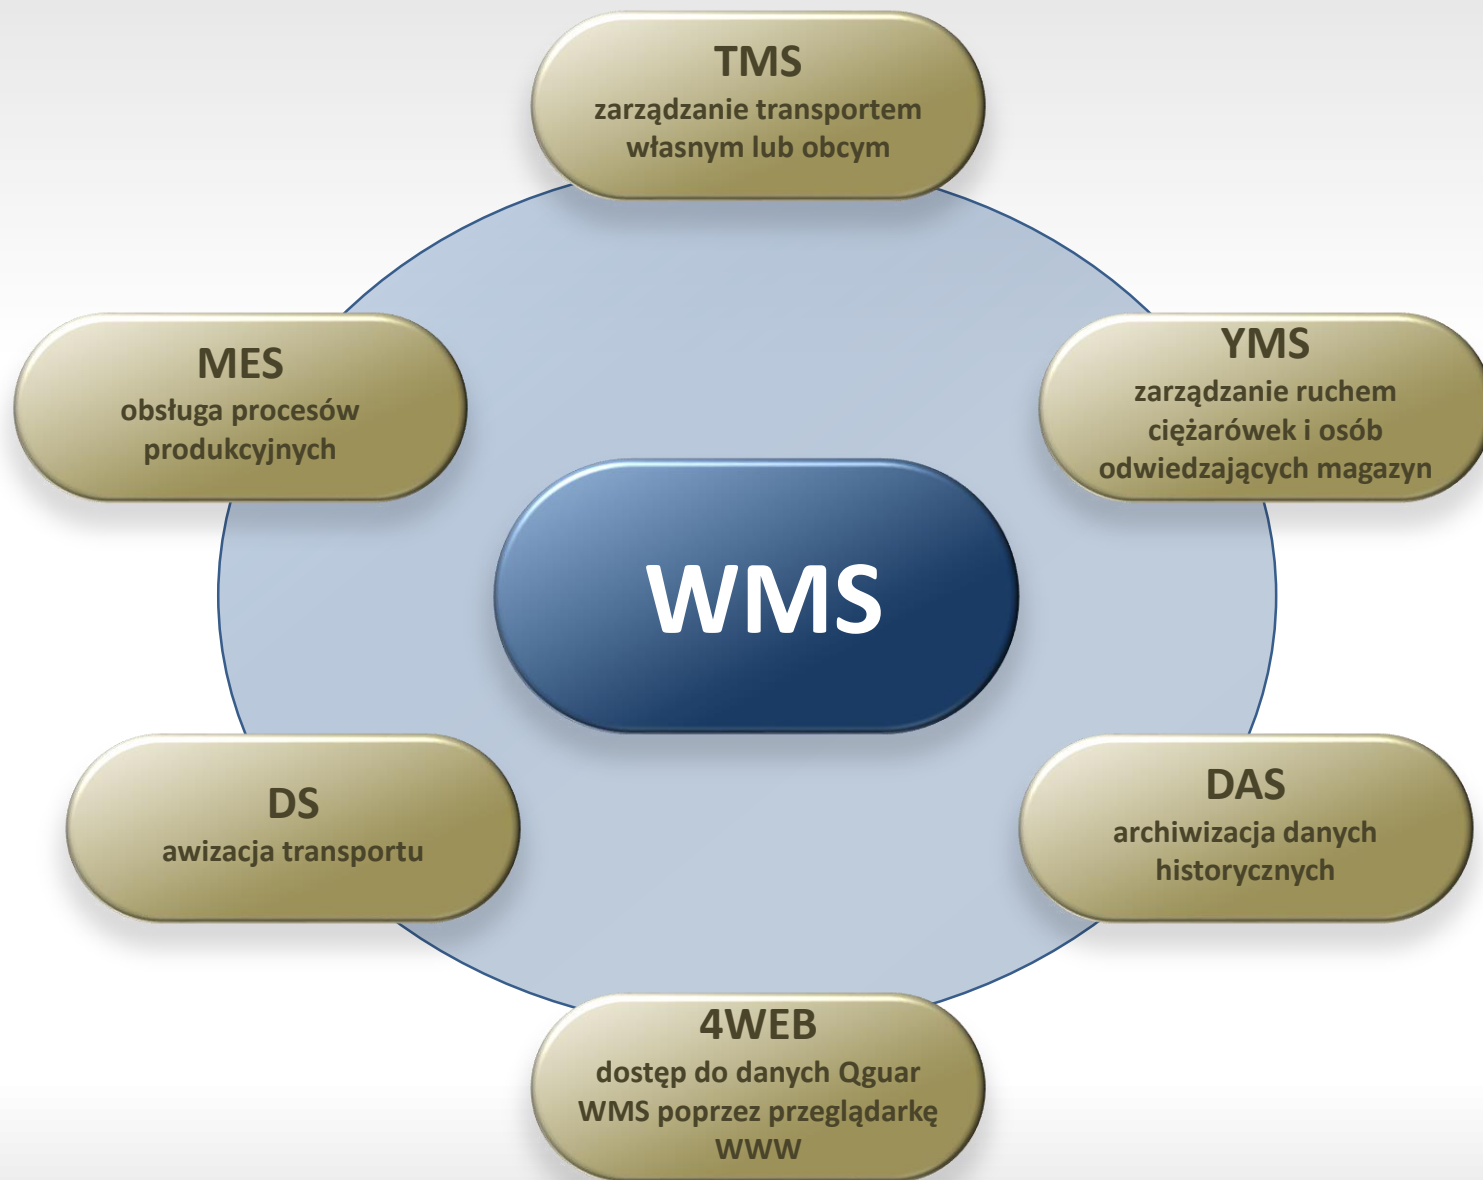 TMS
zarządzanie transportem
własnym lub obcym
MES
obsługa procesów
produkcyjnych
YMS
zarządzanie ruchem
ciężarówek i osób
odwiedzających magazyn
WMS
DS
awizacja transportu
DAS
archiwizacja danych
historycznych
4WEB
dostęp do danych Qguar
WMS poprzez przeglądarkę
WWW